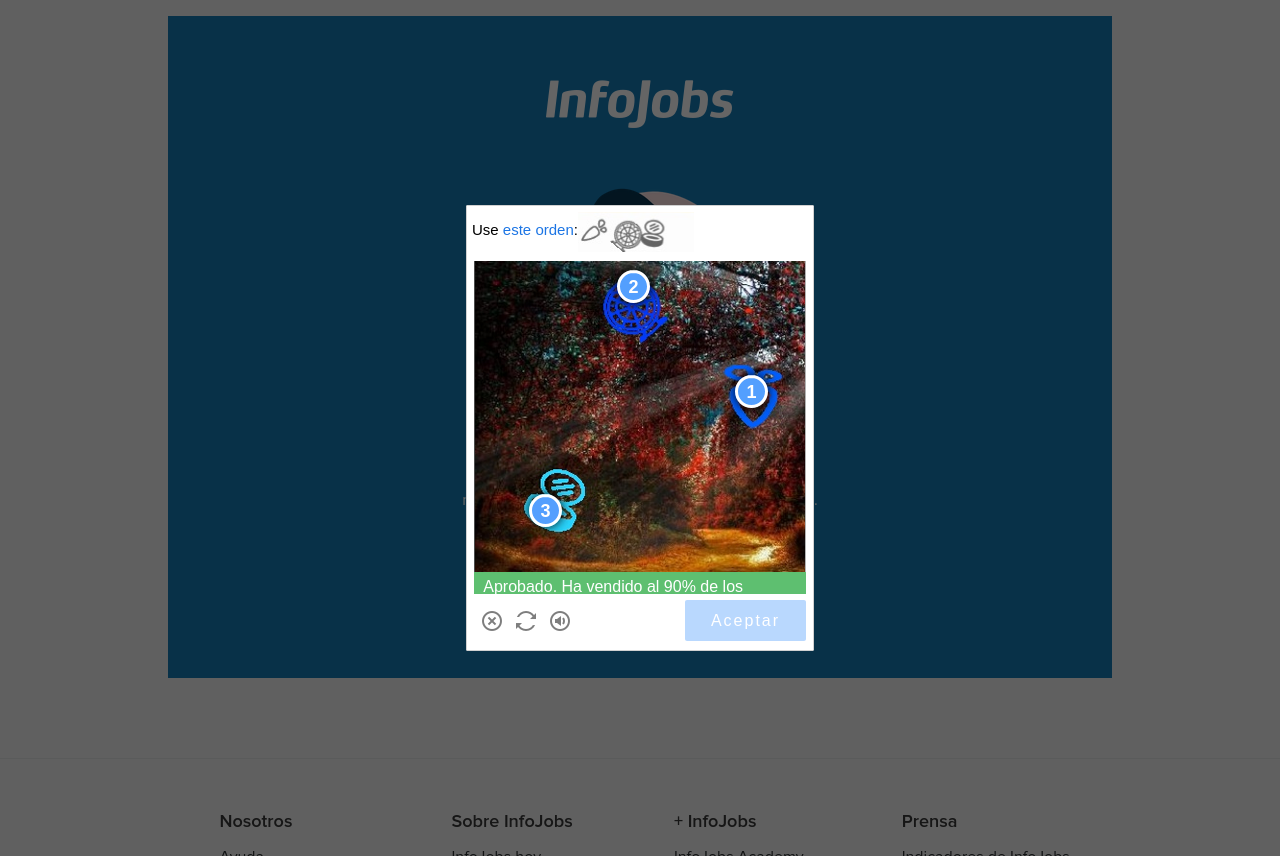 InfoJobs
Use este orden:
2
1
3
Aprobado. Ha vendido al 90% de los
Aceptar
Nosotros
Sobre InfoJobs
+ InfoJobs
Prensa
Ayuda
InfoJobs hoy
InfoJobs Academy
Indicadores de InfoJobs